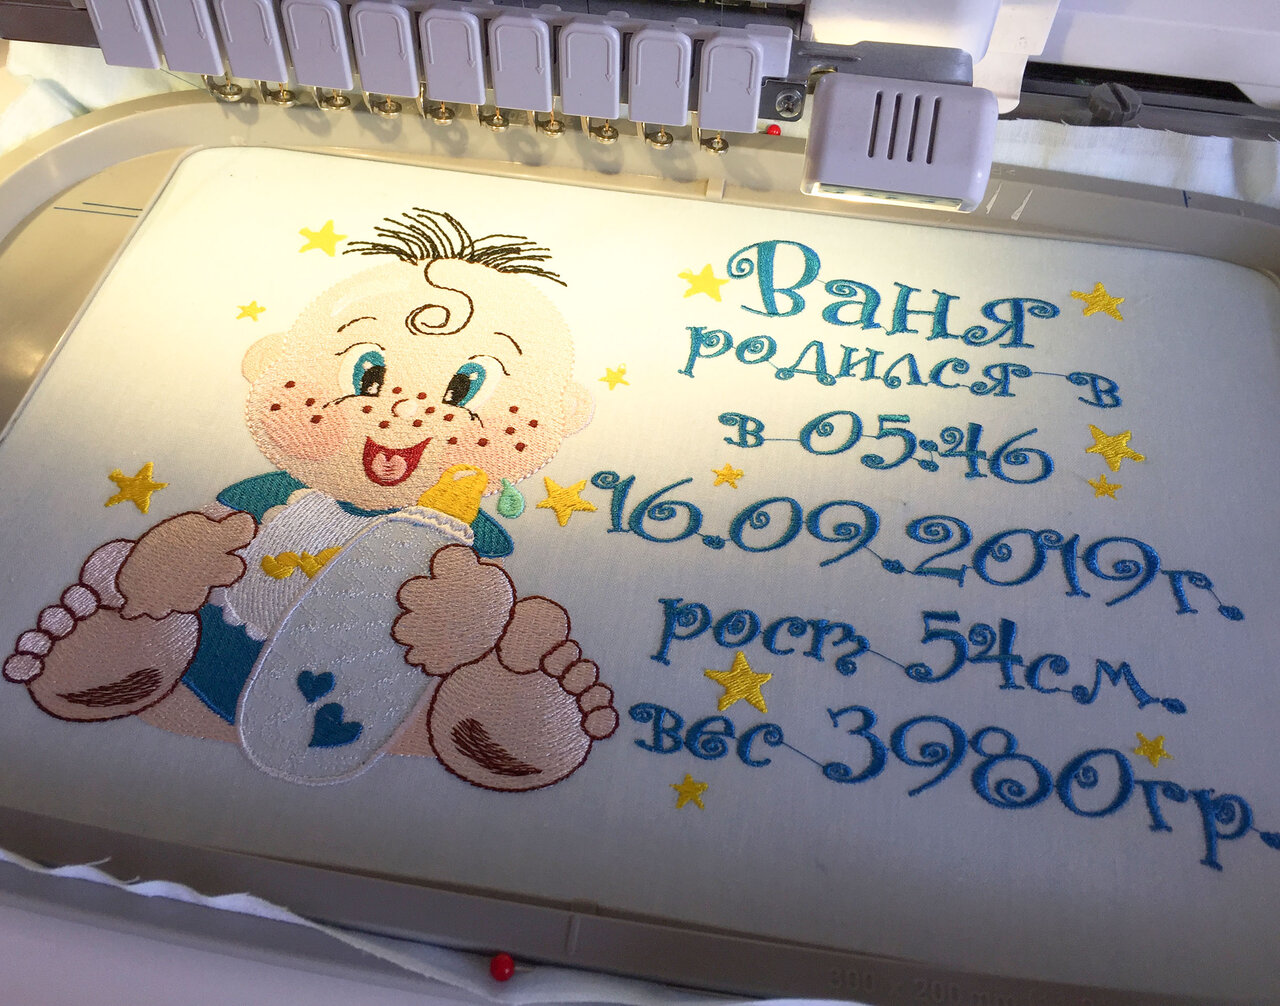 Ваня
родился в
в 05:46
16.09.2019г.
рост 54см.
вес 3980гр.